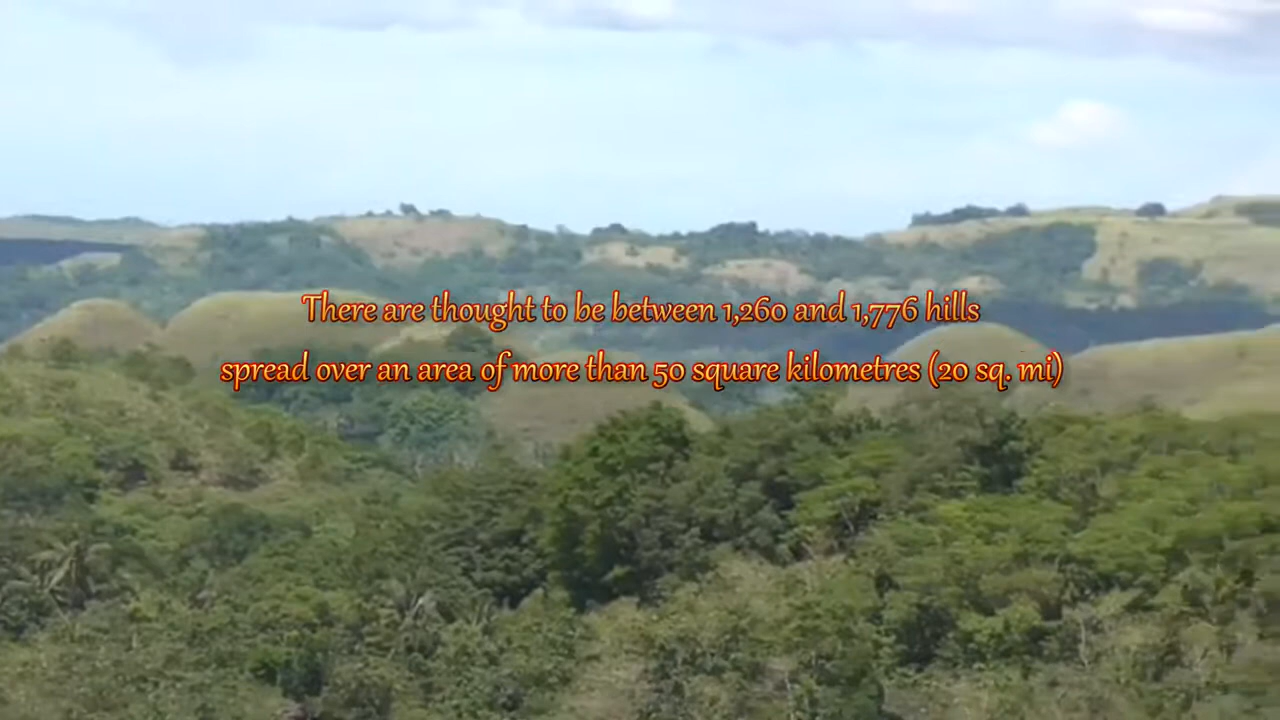 There are thought to be between 1,260 and 1,776 hills
spread over an area of more than 50 square kilometres (20 sq. mi)